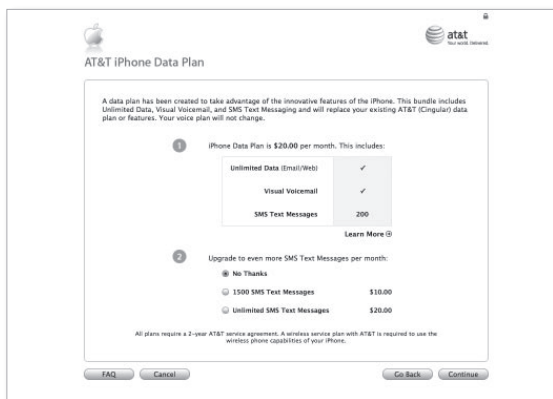 at&t
Your world. Delivered.
AT&T iPhone Data Plan
A data plan has been created to take advantage of the innovative features of the iPhone. This bundle includes
Unlimited Data, Visual Voicemail, and SMS Text Messaging and will replace your existing AT&T (Cingular) data
plan or features. Your voice plan will not change.
1 iPhone Data Plan is $20.00 per month. This includes:
Unlimited Data (Email/Web) ✓
Visual Voicemail ✓
SMS Text Messages 200
Learn More
2 Upgrade to even more SMS Text Messages per month:
No Thanks
1500 SMS Text Messages $10.00
Unlimited SMS Text Messages $20.00
All plans require a 2-year AT&T service agreement. A wireless service plan with AT&T is required to use the
wireless phone capabilities of your iPhone.
FAQ Cancel Go Back Continue